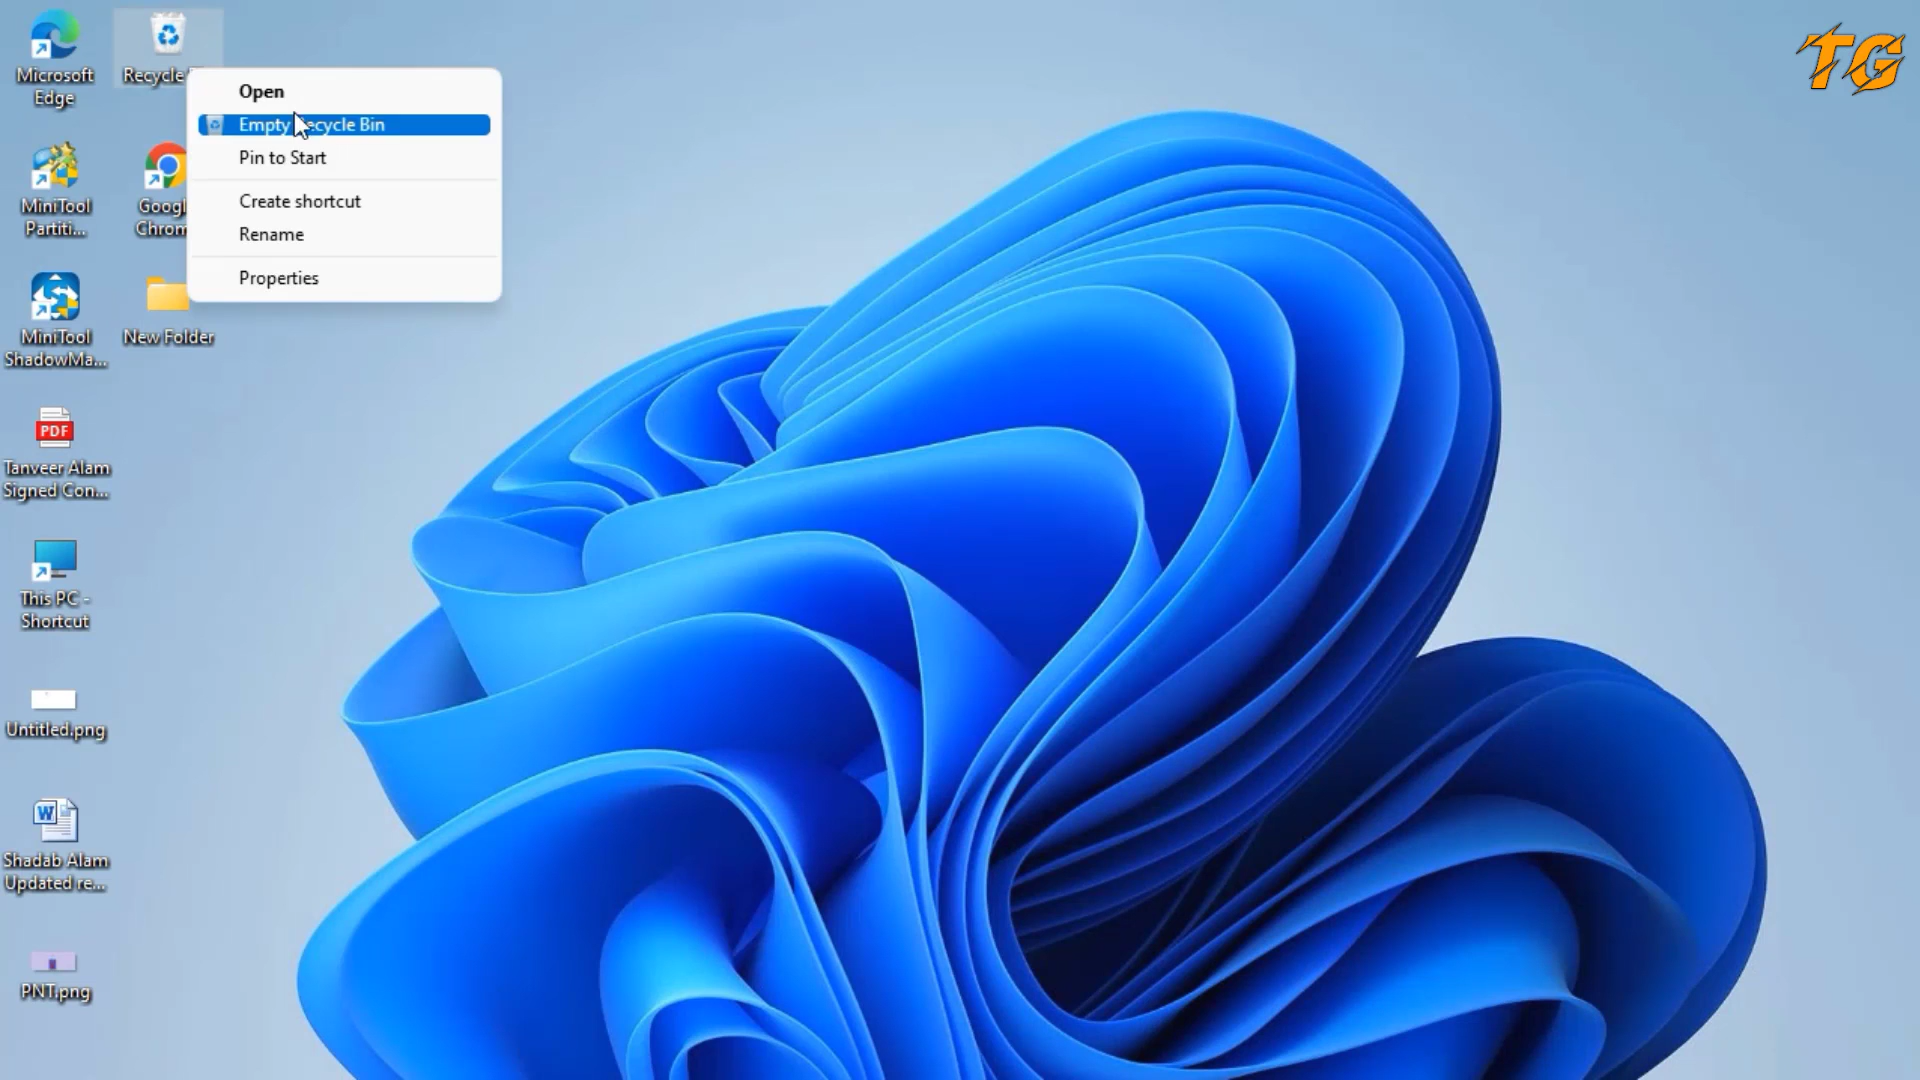 Microsoft
Edge
Recycle
Open
Empty Recycle Bin
Pin to Start
Create shortcut
Rename
Properties
MiniTool
Partiti...
Googl
Chrom
MiniTool
ShadowMa...
New Folder
PDF
Tanveer Alam
Signed Con...
This PC -
Shortcut
Untitled.png
W
Shadab Alam
Updated re...
PNT.png
TG